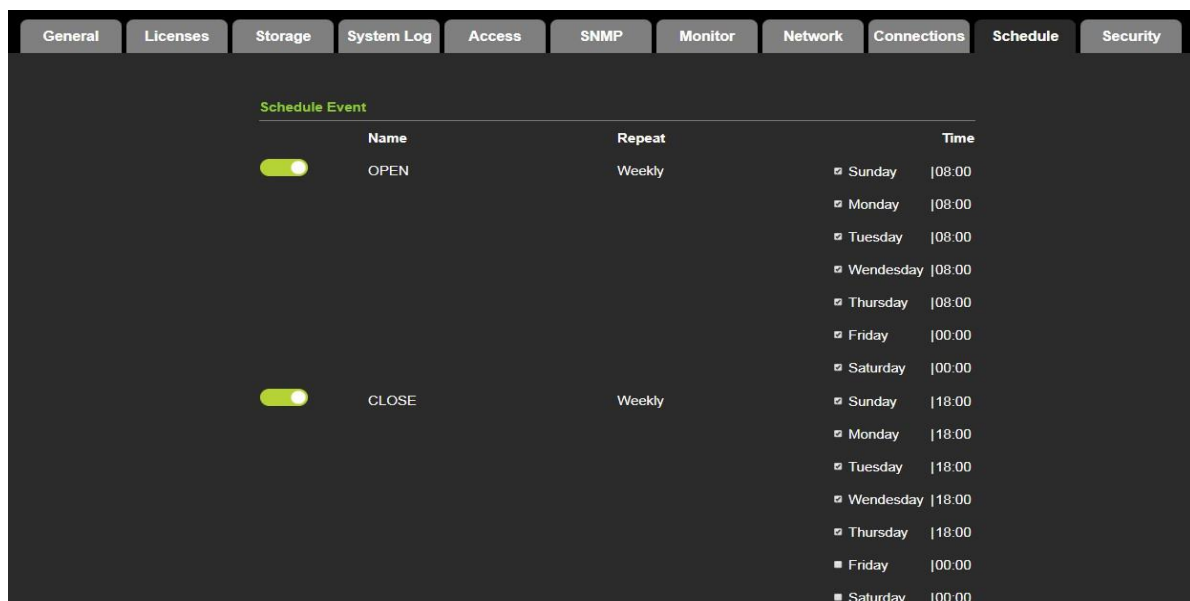 General Licenses Storage System Log Access SNMP Monitor Network Connections Schedule Security
Schedule Event
Name Repeat Time
OPEN Weekly Sunday |08:00
Monday |08:00
Tuesday |08:00
Wendesday |08:00
Thursday |08:00
Friday |00:00
Saturday |00:00
CLOSE Weekly Sunday |18:00
Monday |18:00
Tuesday |18:00
Wendesday |18:00
Thursday |18:00
Friday |00:00
Saturday |00:00